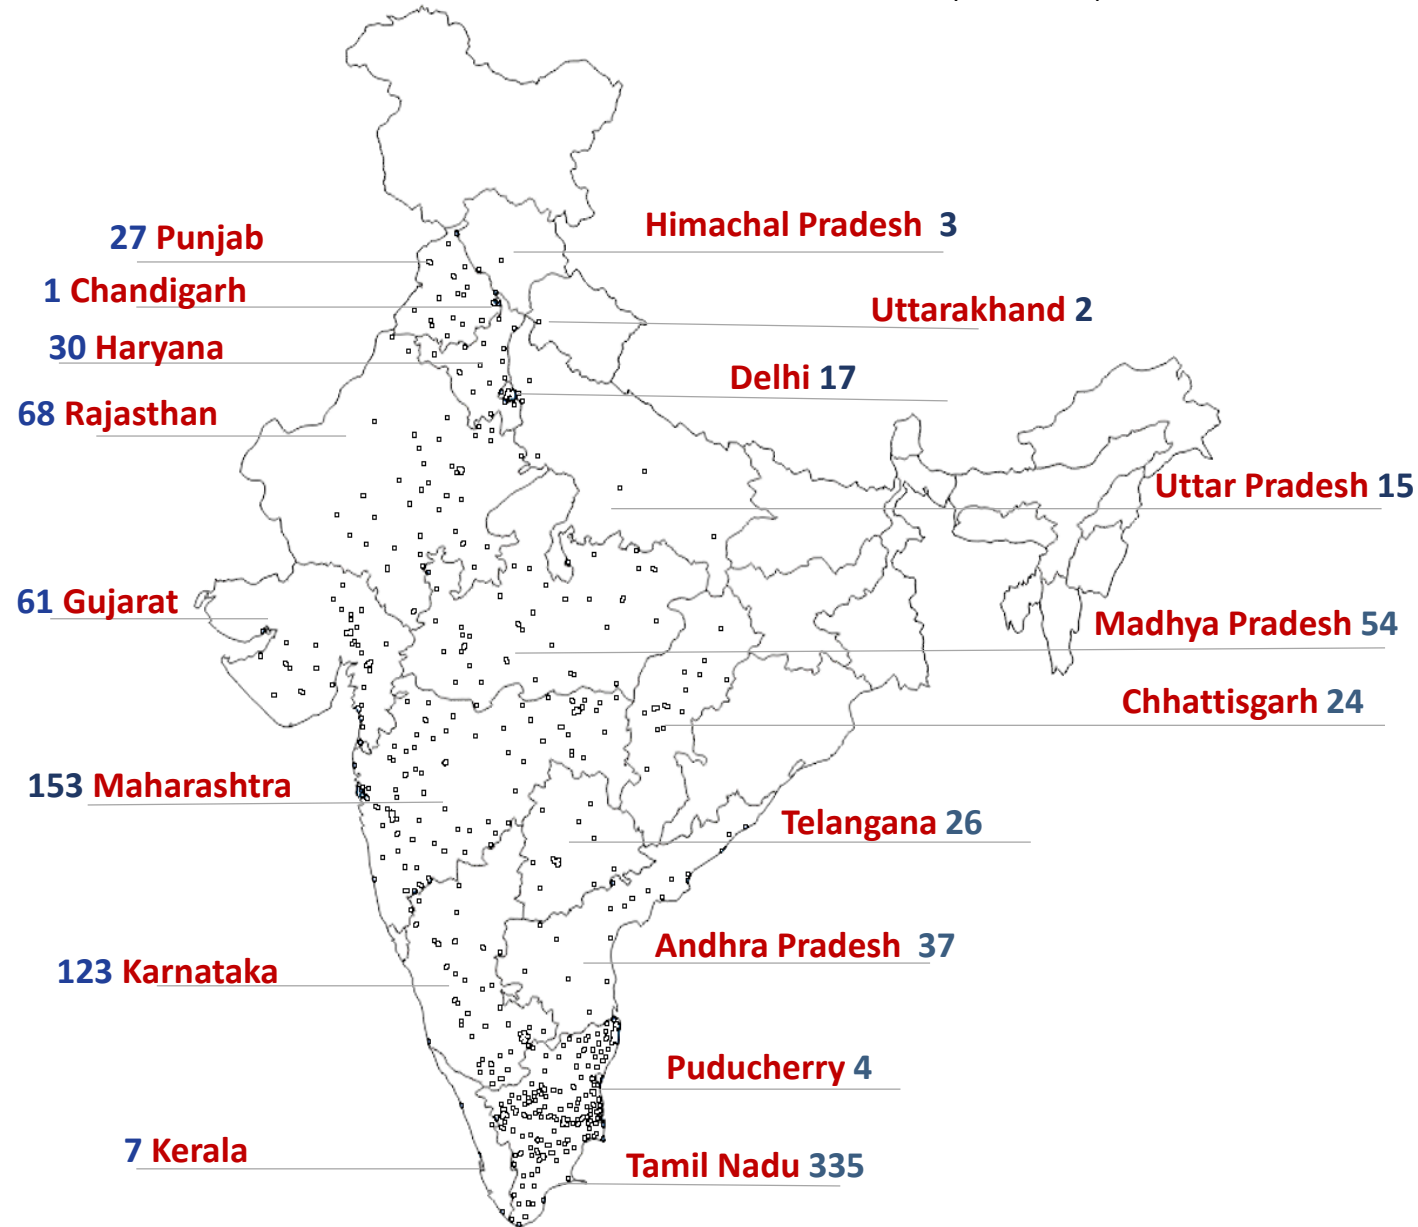 Himachal Pradesh 3
27 Punjab
1 Chandigarh
Uttarakhand 2
30 Haryana
Delhi 17
68 Rajasthan
Uttar Pradesh 15
61 Gujarat
Madhya Pradesh 54
Chhattisgarh 24
153 Maharashtra
Telangana 26
Andhra Pradesh 37
123 Karnataka
Puducherry 4
7 Kerala
Tamil Nadu 335